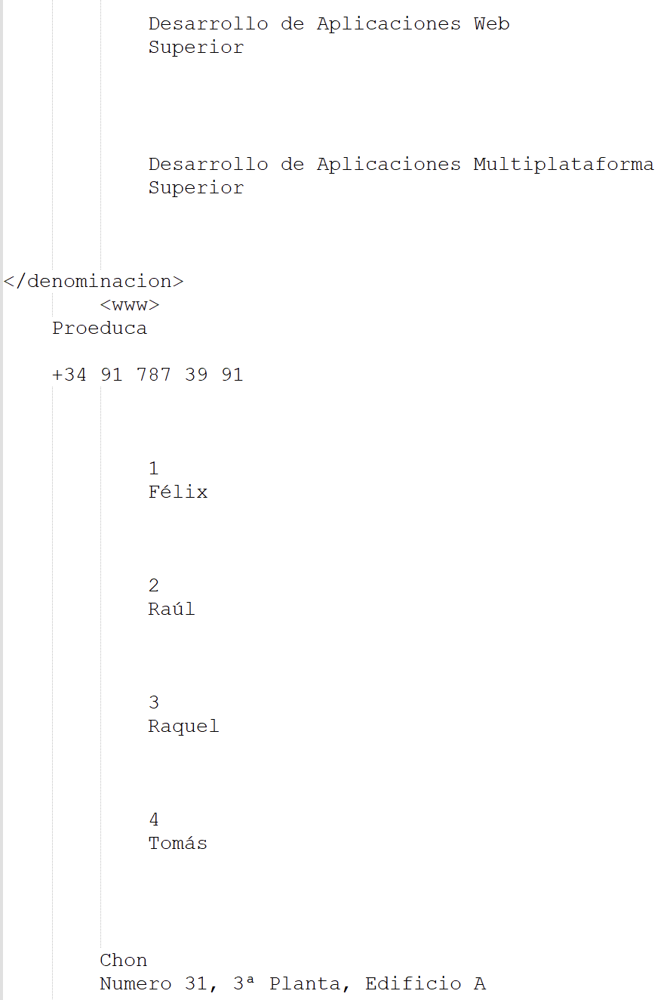 Desarrollo de Aplicaciones Web
Superior
Desarrollo de Aplicaciones Multiplataforma
Superior
</denominacion>
<www>
Proeduca
+34 91 787 39 91
1
Félix
2
Raúl
3
Raquel
4
Tomás
Chon
Numero 31, 3ª Planta, Edificio A